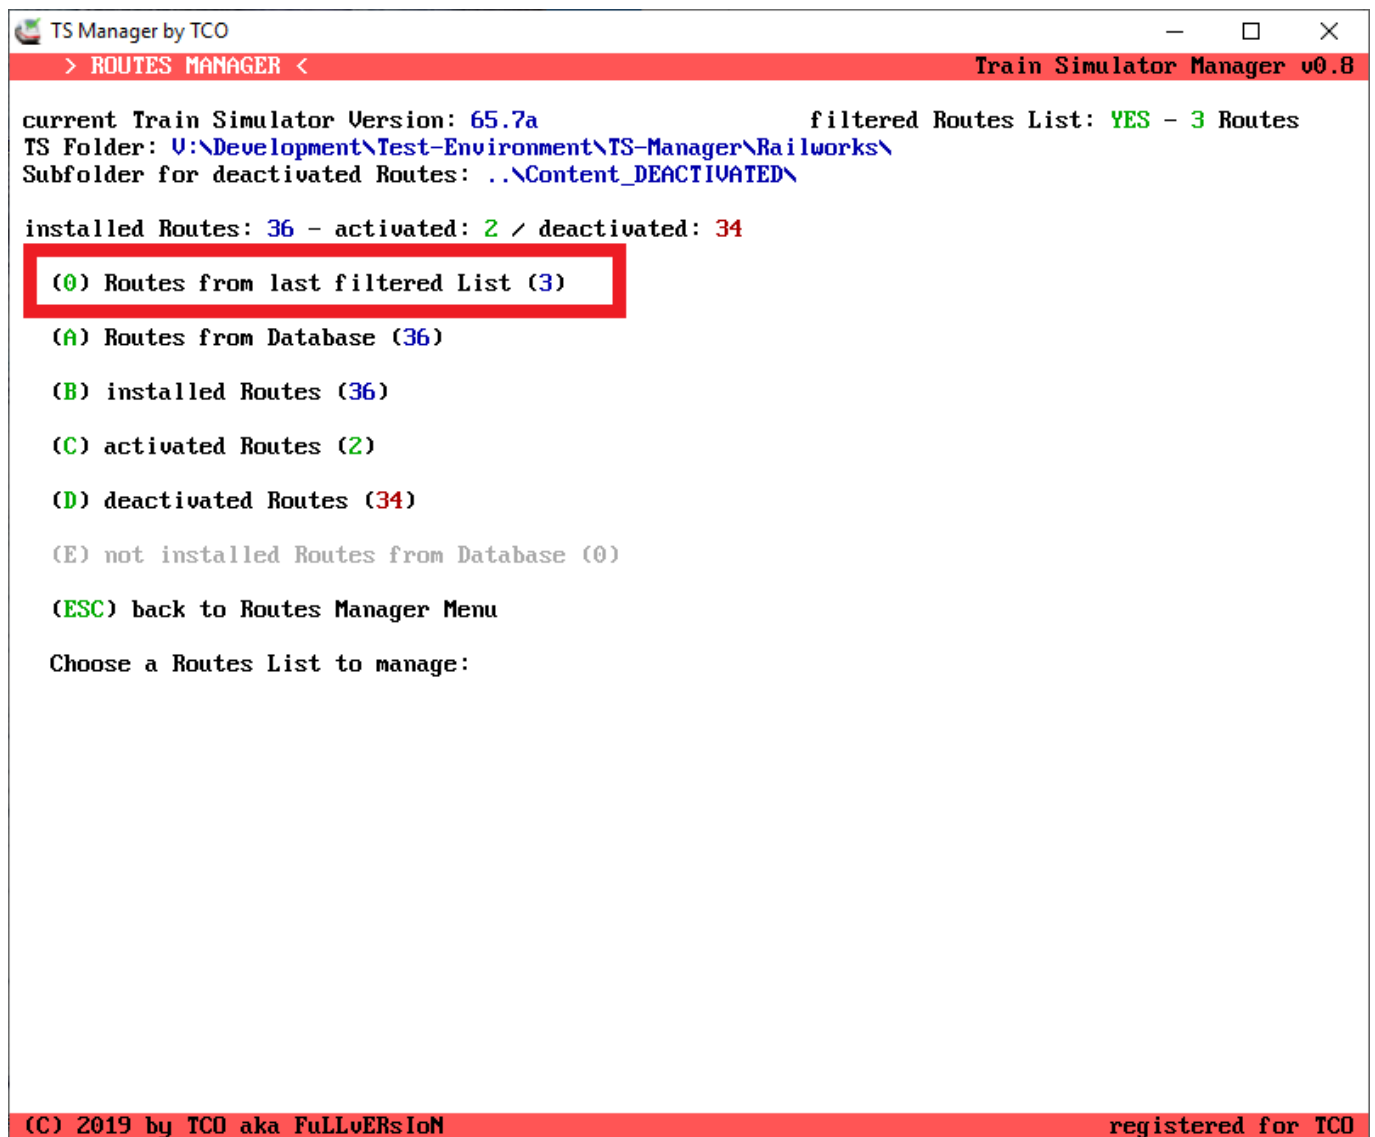 TS Manager by TCO
> ROUTES MANAGER < Train Simulator Manager v0.8
current Train Simulator Version: 65.7a filtered Routes List: YES - 3 Routes
TS Folder: V:\Development\Test-Environment\TS-Manager\Railworks\
Subfolder for deactivated Routes: ..\Content_DEACTIVATED\
installed Routes: 36 - activated: 2 / deactivated: 34
(0) Routes from last filtered List (3)
(A) Routes from Database (36)
(B) installed Routes (36)
(C) activated Routes (2)
(D) deactivated Routes (34)
(E) not installed Routes from Database (0)
(ESC) back to Routes Manager Menu
Choose a Routes List to manage:
(C) 2019 by TCO aka FuLLvERsIoN registered for TCO